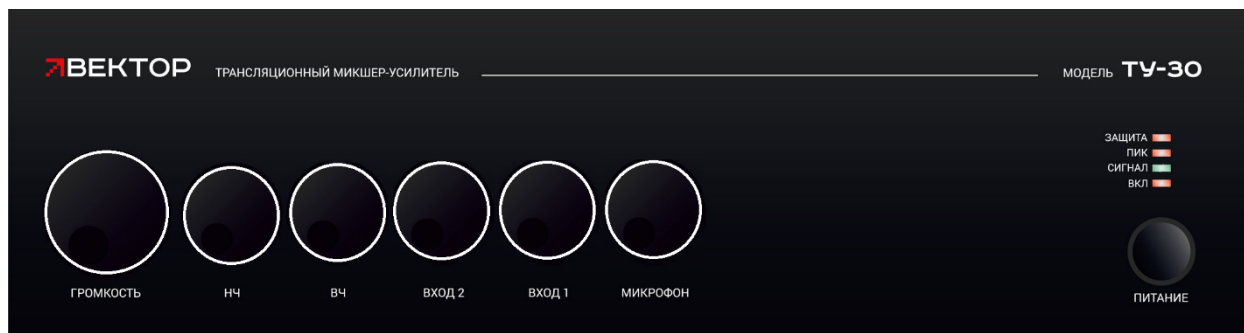 ВЕКТОР ТРАНСЛЯЦИОННЫЙ МИКШЕР-УСИЛИТЕЛЬ МОДЕЛЬ ТУ-30
ЗАЩИТА
ПИК
СИГНАЛ
ВКЛ
ГРОМКОСТЬ НЧ ВЧ ВХОД 2 ВХОД 1 МИКРОФОН ПИТАНИЕ